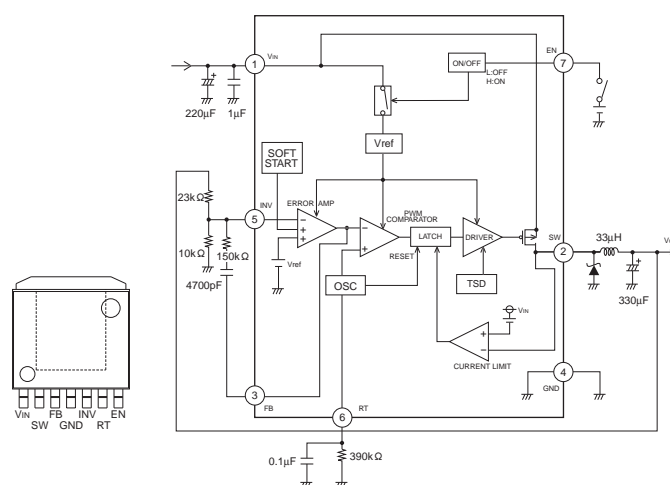 1
VIN
ON/OFF
L:OFF
H:ON
EN
7
220µF
1µF
Vref
SOFT
START
23kΩ
10kΩ
150kΩ
4700pF
INV
5
ERROR AMP
PWM
COMPARATOR
LATCH
RESET
DRIVER
SW
2
33µH
330µF
Vref
OSC
TSD
VIN
CURRENT LIMIT
4
GND
3
FB
6
RT
0.1µF
390kΩ
VIN FB INV EN
SW GND RT